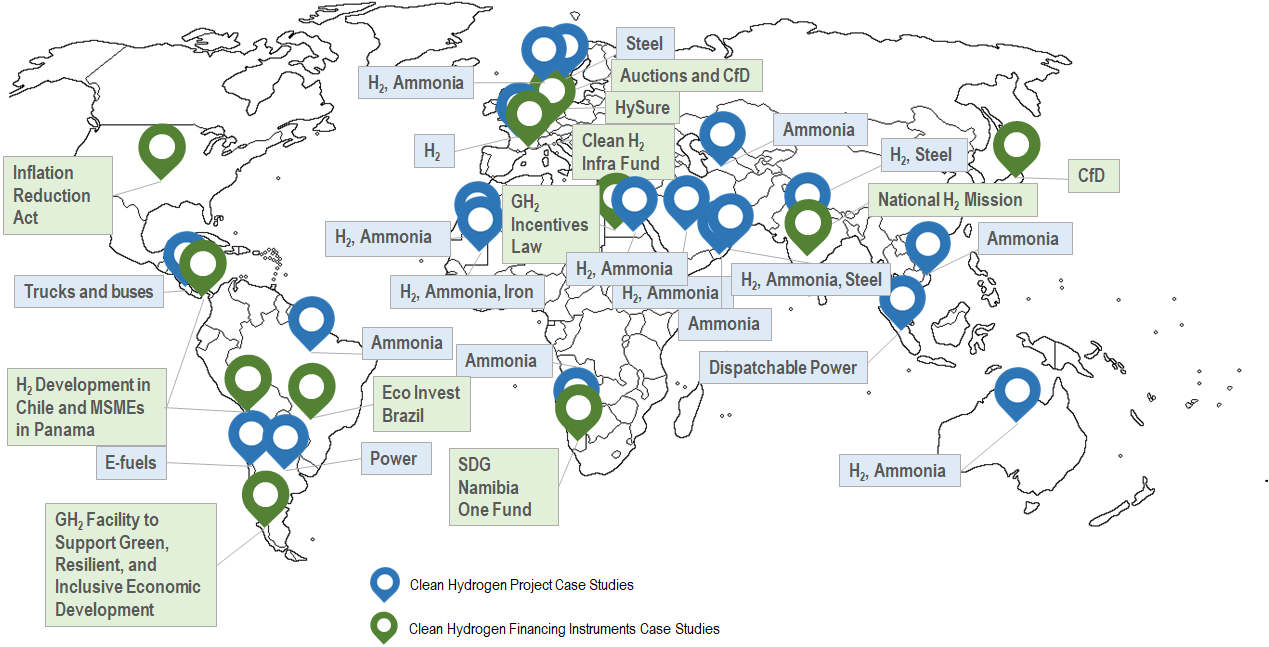 Steel
H₂, Ammonia
Auctions and CfD
HySure
Clean H₂
Infra Fund
H₂
Ammonia
H₂, Steel
CfD
Inflation
Reduction
Act
National H₂ Mission
GH₂
Incentives
Law
H₂, Ammonia
Ammonia
H₂, Ammonia
H₂, Ammonia, Steel
Trucks and buses
H₂, Ammonia, Iron
H₂, Ammonia
Ammonia
Ammonia
Ammonia
Dispatchable Power
H₂ Development in
Chile and MSMEs
in Panama
Eco Invest
Brazil
E-fuels
Power
SDG
Namibia
One Fund
H₂, Ammonia
GH₂ Facility to
Support Green,
Resilient, and
Inclusive Economic
Development
Clean Hydrogen Project Case Studies
Clean Hydrogen Financing Instruments Case Studies